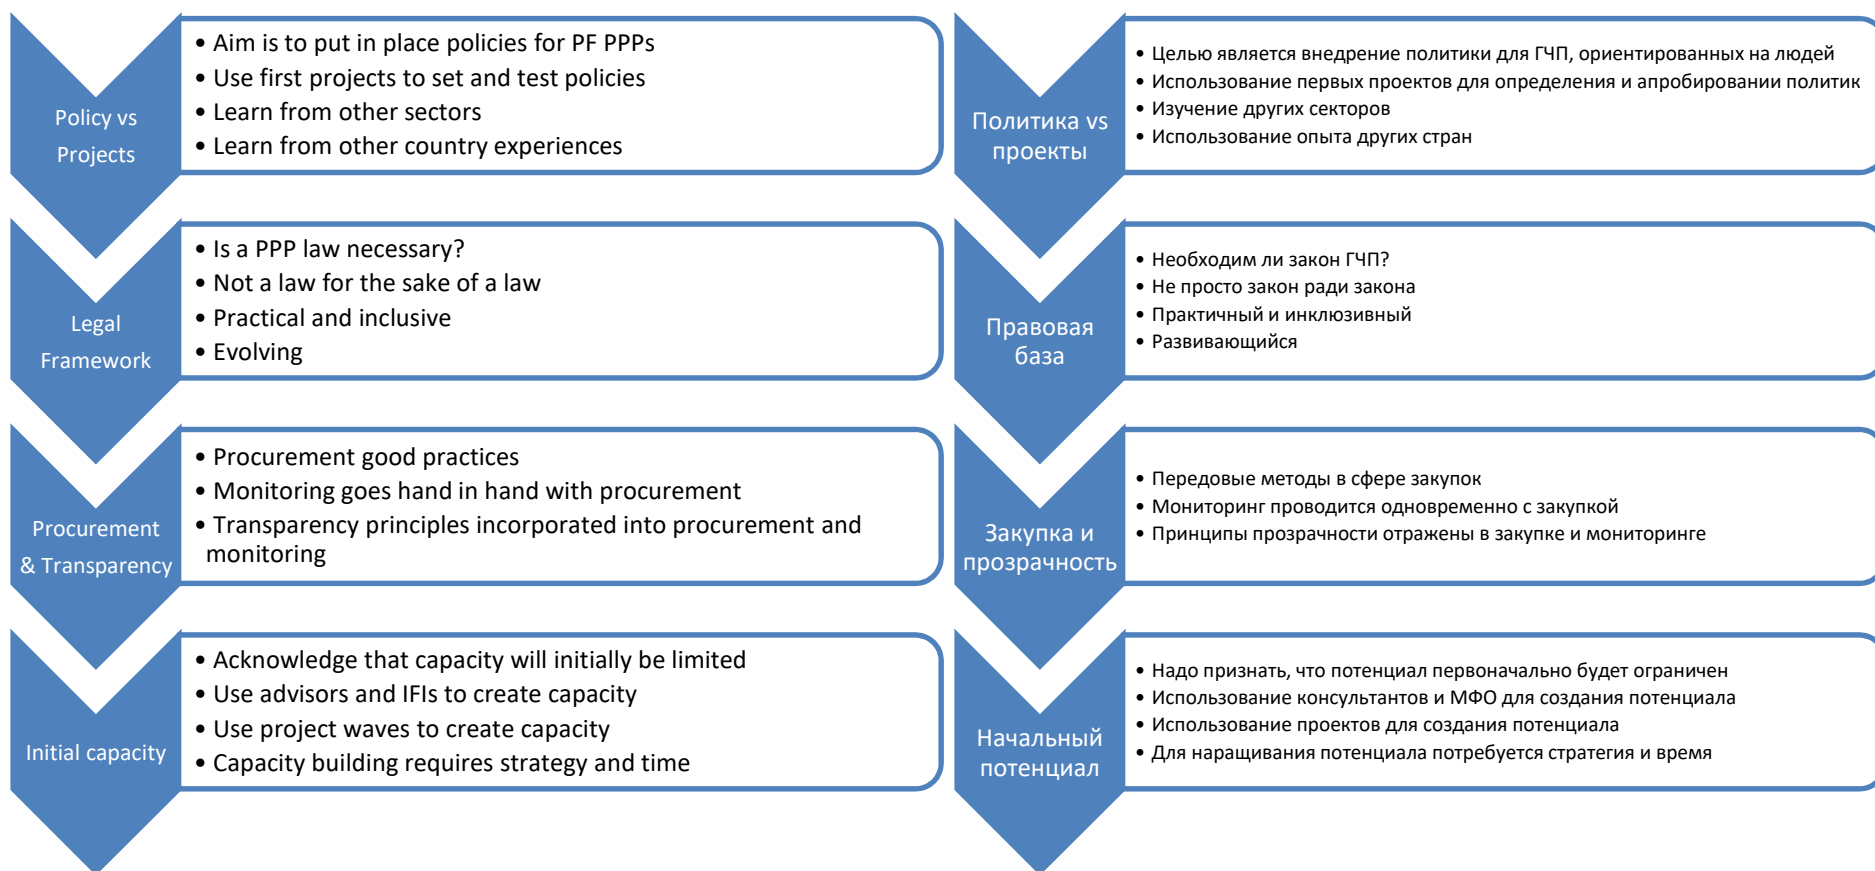 Policy vs
Projects
• Aim is to put in place policies for PF PPPs
• Use first projects to set and test policies
• Learn from other sectors
• Learn from other country experiences
Legal
Framework
• Is a PPP law necessary?
• Not a law for the sake of a law
• Practical and inclusive
• Evolving
Procurement
& Transparency
• Procurement good practices
• Monitoring goes hand in hand with procurement
• Transparency principles incorporated into procurement and
monitoring
Initial capacity
• Acknowledge that capacity will initially be limited
• Use advisors and IFIs to create capacity
• Use project waves to create capacity
• Capacity building requires strategy and time
Политика vs
проекты
• Целью является внедрение политики для ГЧП, ориентированных на людей
• Использование первых проектов для определения и апробировании политик
• Изучение других секторов
• Использование опыта других стран
Правовая
база
• Необходим ли закон ГЧП?
• Не просто закон ради закона
• Практичный и инклюзивный
• Развивающийся
Закупка и
прозрачность
• Передовые методы в сфере закупок
• Мониторинг проводится одновременно с закупкой
• Принципы прозрачности отражены в закупке и мониторинге
Начальный
потенциал
• Надо признать, что потенциал первоначально будет ограничен
• Использование консультантов и МФО для создания потенциала
• Использование проектов для создания потенциала
• Для наращивания потенциала потребуется стратегия и время